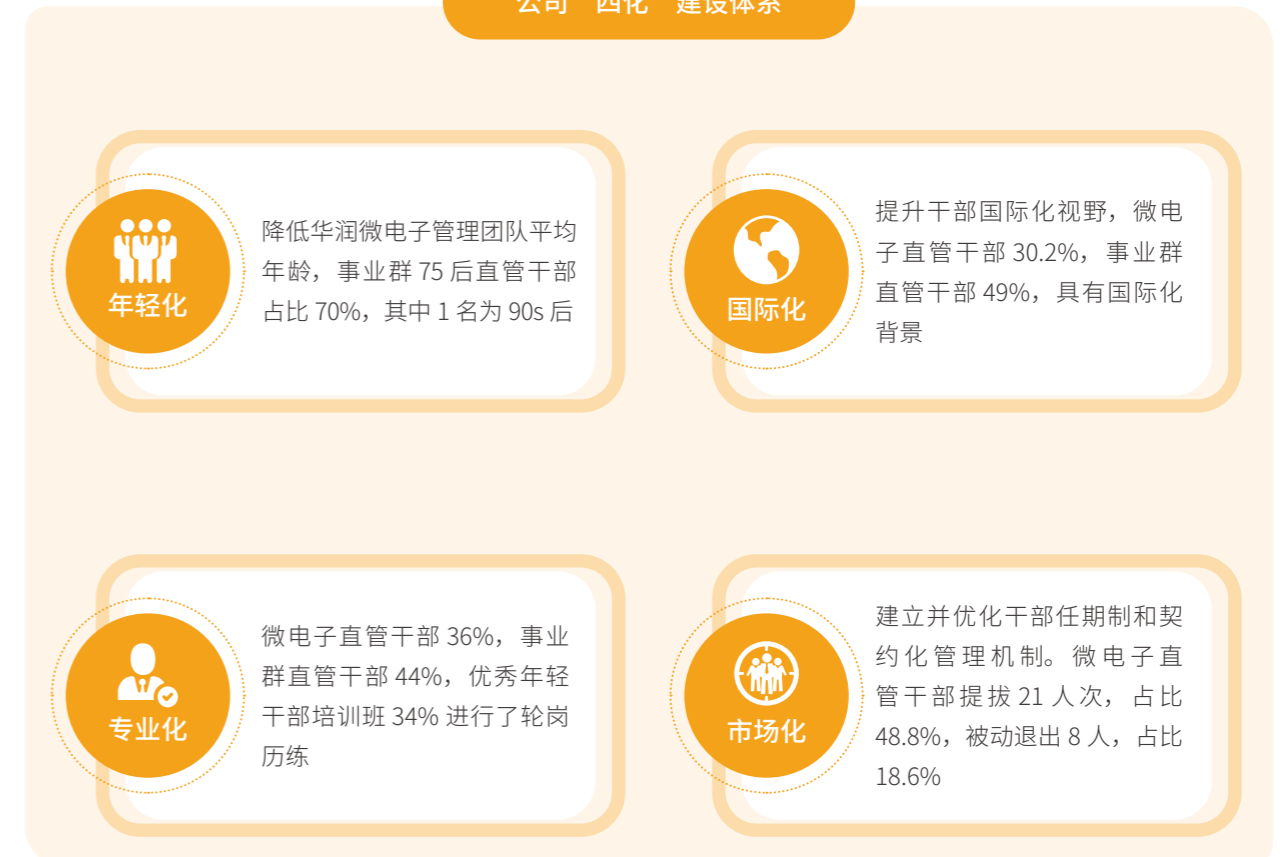 公司 四化 建设体系
年轻化
降低华润微电子管理团队平均
年龄，事业群 75 后直管干部
占比 70%，其中 1 名为 90s 后
国际化
提升干部国际化视野，微电
子直管干部 30.2%，事业群
直管干部 49%，具有国际化
背景
专业化
微电子直管干部 36%，事业
群直管干部 44%，优秀年轻
干部培训班 34% 进行了轮岗
历练
市场化
建立并优化干部任期制和契
约化管理机制。微电子直
管干部提拔 21 人次，占比
48.8%，被动退出 8 人，占比
18.6%